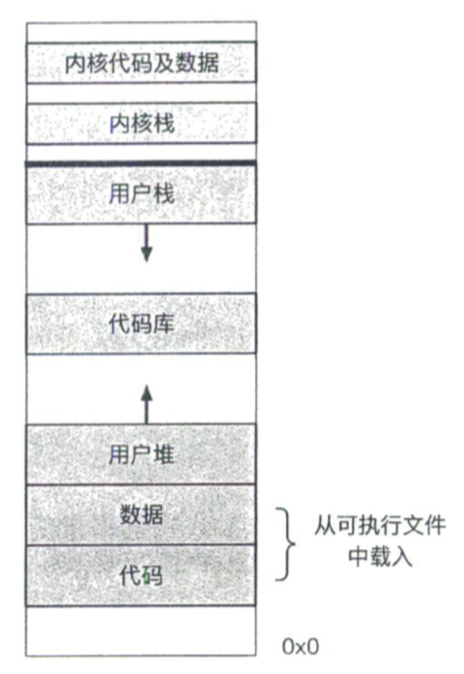 内核代码及数据
内核栈
用户栈
代码库
用户堆
数据
代码
从可执行文件
中载入
0x0